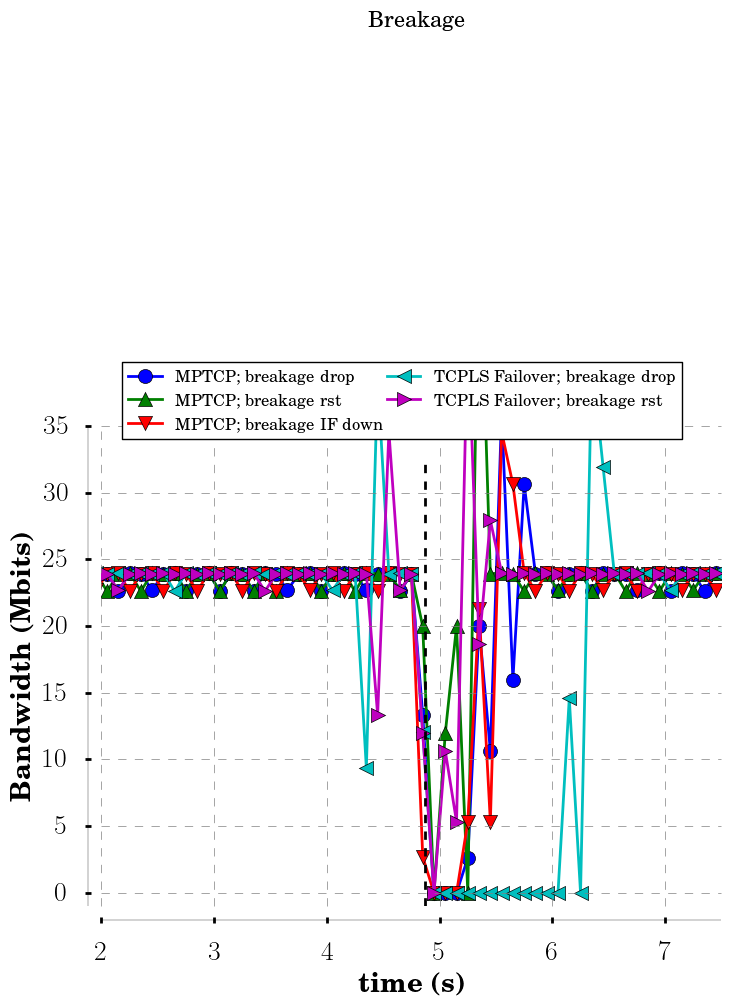 Breakage
MPTCP; breakage drop
MPTCP; breakage rst
MPTCP; breakage IF down
TCPLS Failover; breakage drop
TCPLS Failover; breakage rst
35
30
25
20
15
10
5
0
Bandwidth (Mbits)
2 3 4 5 6 7
time (s)